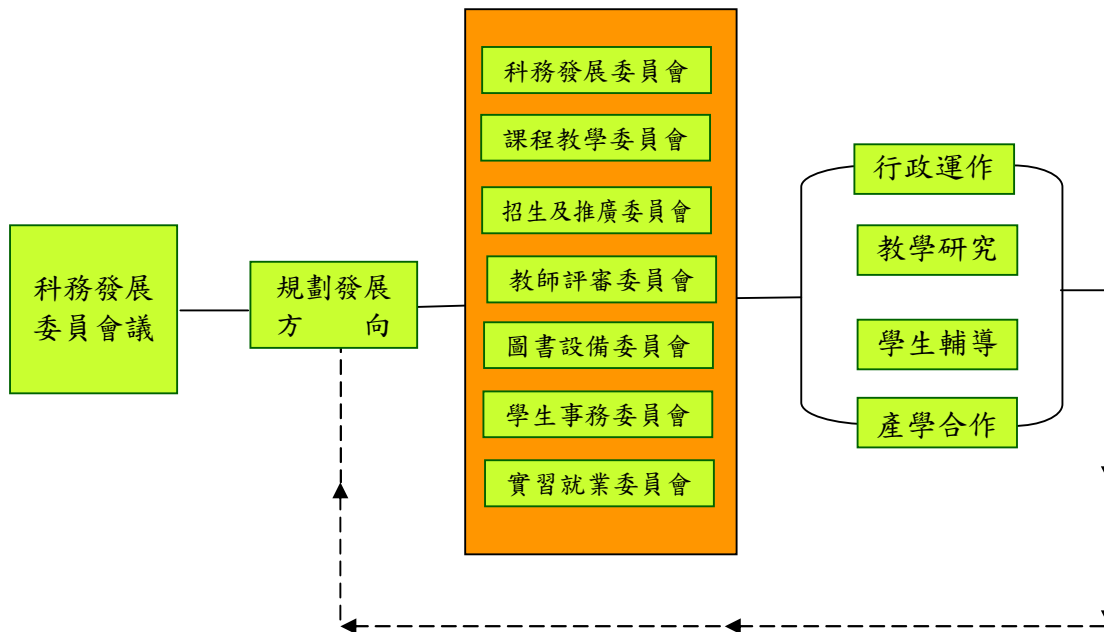 科務發展
委員會議
規劃發展
方　　向
科務發展委員會
課程教學委員會
招生及推廣委員會
教師評審委員會
圖書設備委員會
學生事務委員會
實習就業委員會
行政運作
教學研究
學生輔導
產學合作